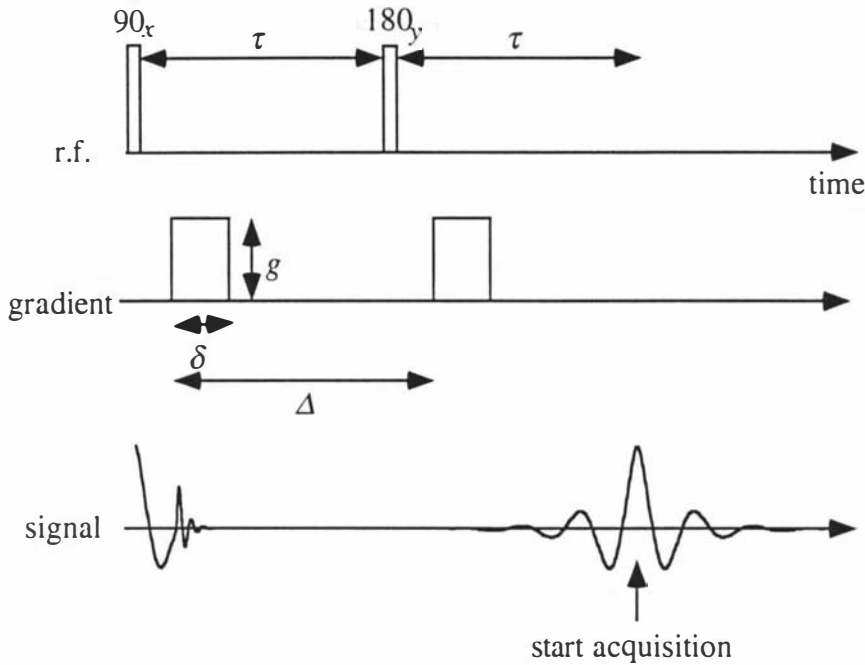 90x 180y
τ τ
r.f.
time
g
gradient
δ
Δ
signal
start acquisition